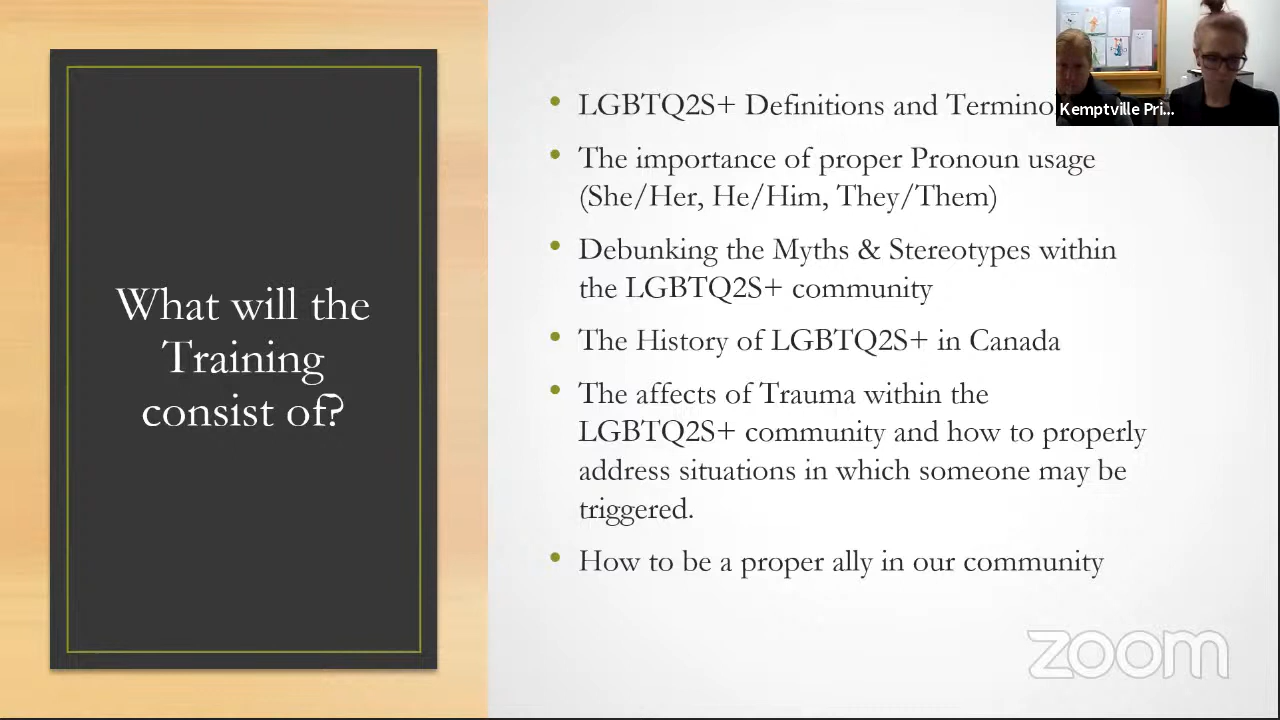 What will the
Training
consist of?
LGBTQ2S+ Definitions and Termino
The importance of proper Pronoun usage
(She/Her, He/Him, They/Them)
Debunking the Myths & Stereotypes within
the LGBTQ2S+ community
The History of LGBTQ2S+ in Canada
The affects of Trauma within the
LGBTQ2S+ community and how to properly
address situations in which someone may be
triggered.
How to be a proper ally in our community
Kemptville Pri...
zoom